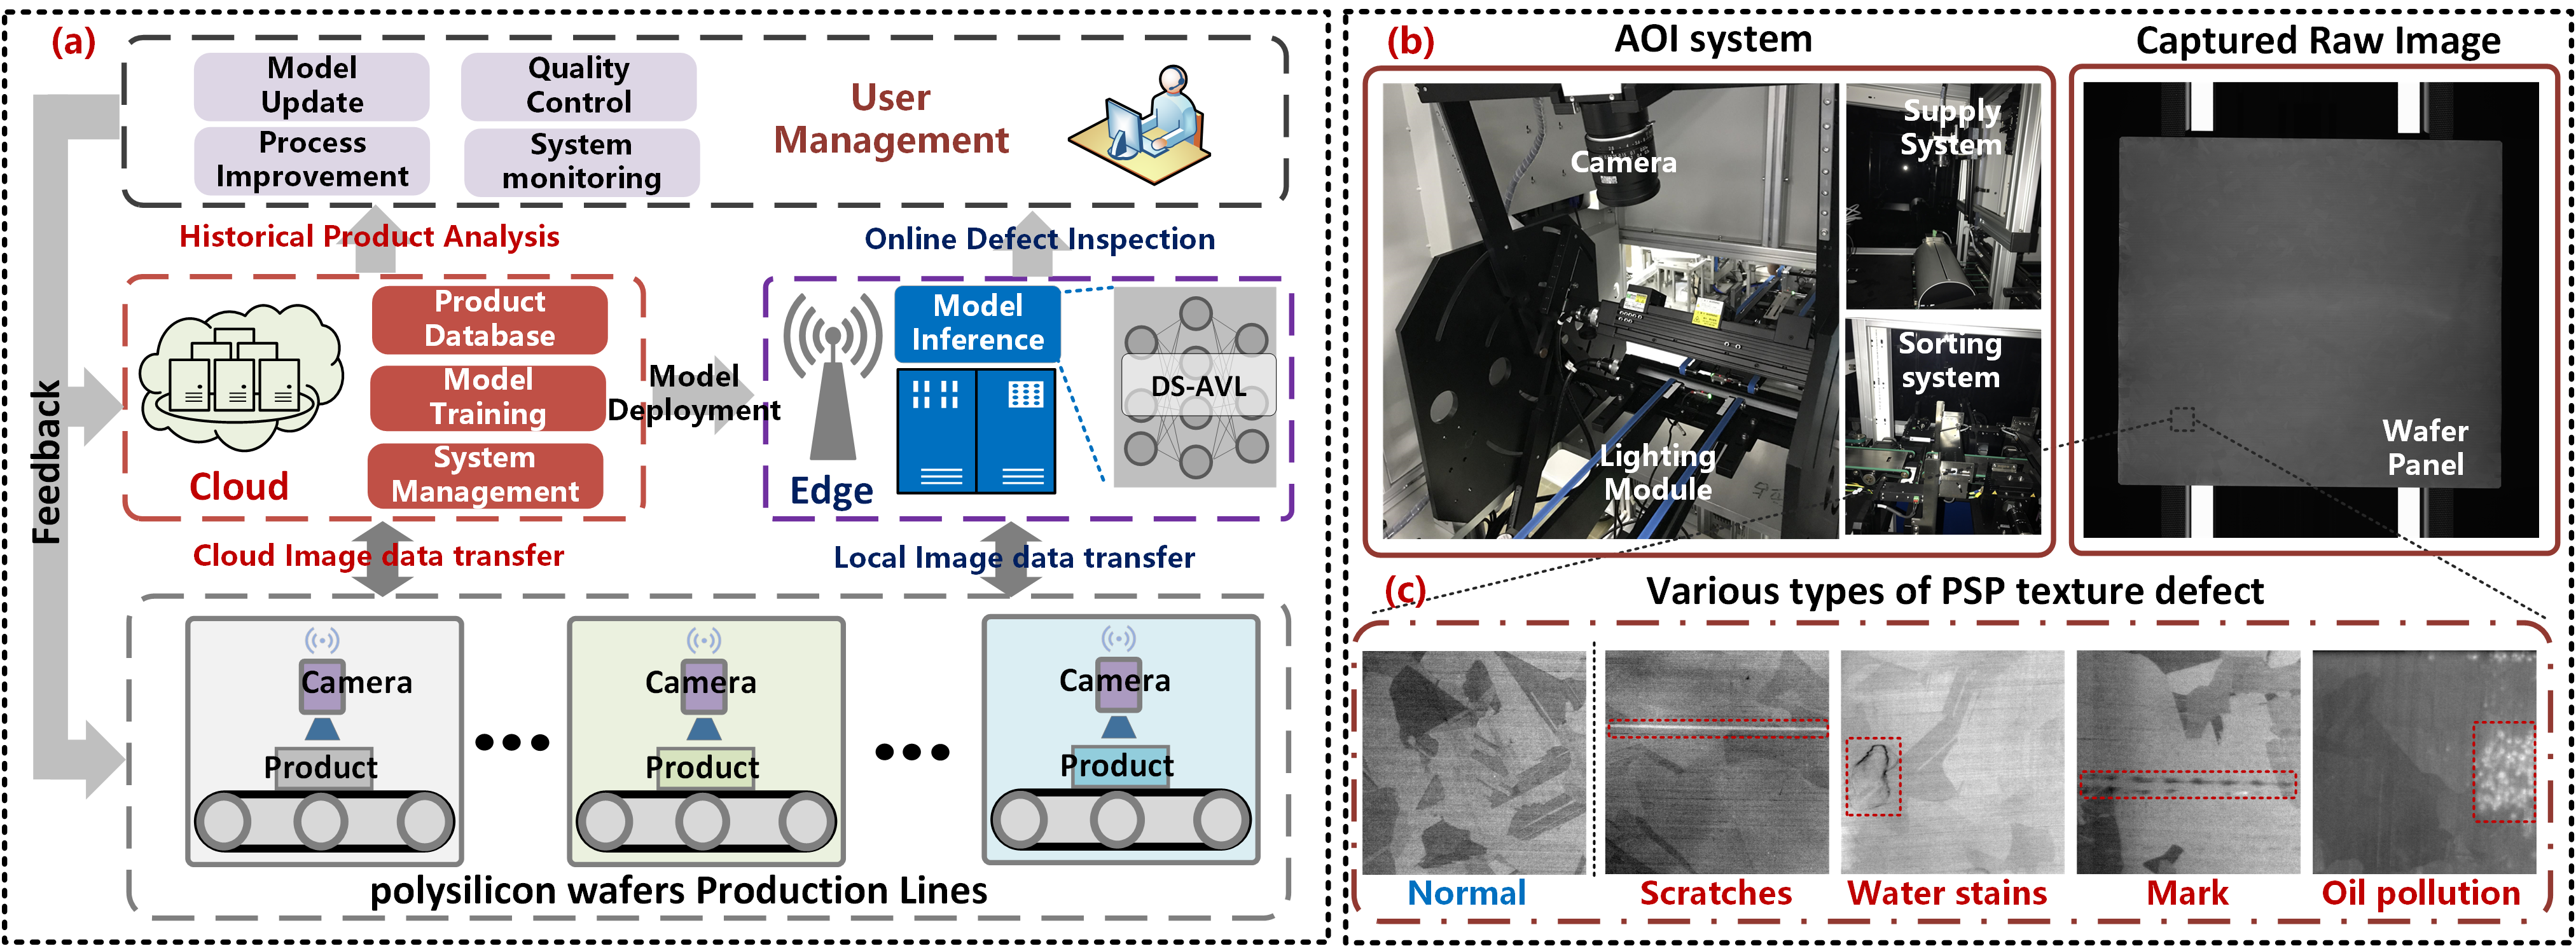 (a)
Model
Update
Quality
Control
Process
Improvement
System
monitoring
User
Management
Historical Product Analysis
Online Defect Inspection
Feedback
Cloud
Product
Database
Model
Training
System
Management
Model
Deployment
Edge
Model
Inference
DS-AVL
Cloud Image data transfer
Local Image data transfer
Camera
Product
Camera
Product
Camera
Product
polysilicon wafers Production Lines
(b)
AOI system
Captured Raw Image
Camera
Lighting
Module
Supply
System
Sorting
system
Wafer
Panel
(c)
Various types of PSP texture defect
Normal
Scratches
Water stains
Mark
Oil pollution